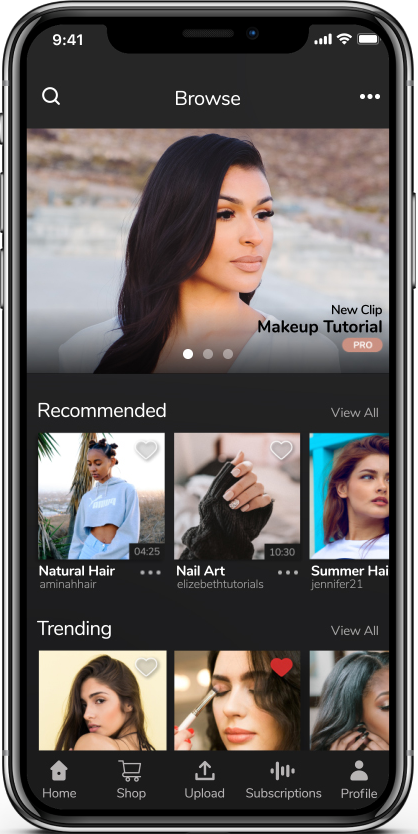 9:41
Browse
New Clip
Makeup Tutorial
PRO
Recommended
View All
04:25
10:30
Natural Hair
Nail Art
Summer Hai
aminahhair
elizebethtutorials
jennifer21
Trending
View All
Home
Shop
Upload
Subscriptions
Profile